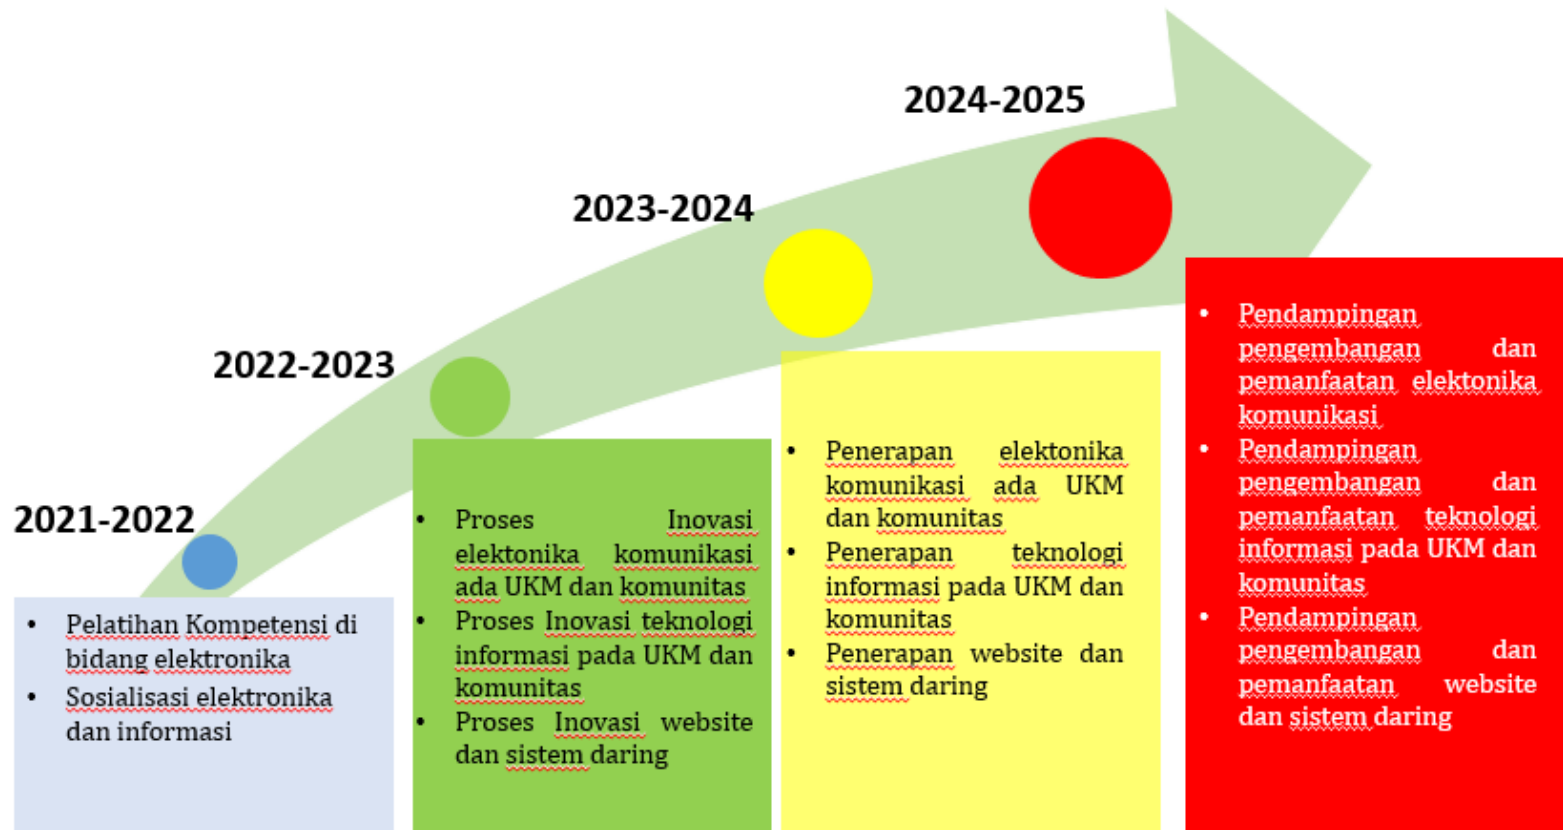 2021-2022
• Pelatihan Kompetensi di
bidang elektronika
• Sosialisasi elektronika
dan informasi
2022-2023
• Proses Inovasi
elektonika komunikasi
ada UKM dan komunitas
• Proses Inovasi teknologi
informasi pada UKM dan
komunitas
• Proses Inovasi website
dan sistem daring
2023-2024
• Penerapan elektonika
komunikasi ada UKM
dan komunitas
• Penerapan teknologi
informasi pada UKM dan
komunitas
• Penerapan website dan
sistem daring
2024-2025
• Pendampingan
pengembangan dan
pemanfaatan elektonika
komunikasi
• Pendampingan
pengembangan dan
pemanfaatan teknologi
informasi pada UKM dan
komunitas
• Pendampingan
pengembangan dan
pemanfaatan website
dan sistem daring